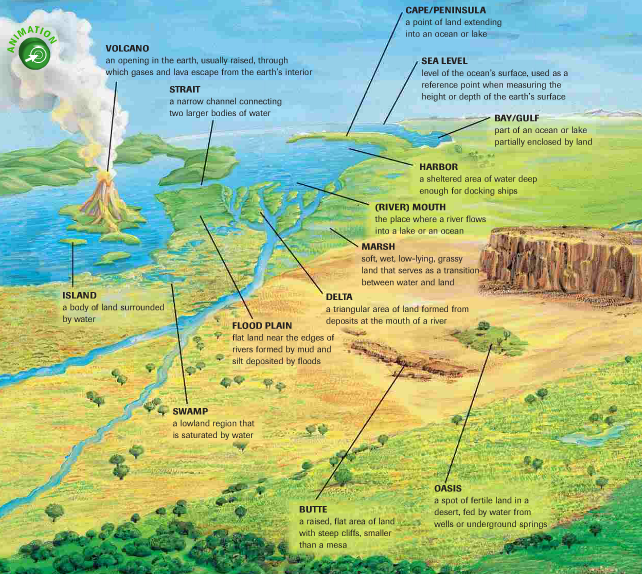 ANIMATION
CAPE/PENINSULA
a point of land extending
into an ocean or lake
VOLCANO
an opening in the earth, usually raised, through
which gases and lava escape from the earth's interior
SEA LEVEL
level of the ocean's surface, used as a
reference point when measuring the
height or depth of the earth's surface
STRAIT
a narrow channel connecting
two larger bodies of water
BAY/GULF
part of an ocean or lake
partially enclosed by land
HARBOR
a sheltered area of water deep
enough for docking ships
(RIVER) MOUTH
the place where a river flows
into a lake or an ocean
MARSH
soft, wet, low-lying, grassy
land that serves as a transition
between water and land
ISLAND
a body of land surrounded
by water
DELTA
a triangular area of land formed from
deposits at the mouth of a river
FLOOD PLAIN
flat land near the edges of
rivers formed by mud and
silt deposited by floods
SWAMP
a lowland region that
is saturated by water
OASIS
a spot of fertile land in a
desert, fed by water from
wells or underground springs
BUTTE
a raised, flat area of land
with steep cliffs, smaller
than a mesa